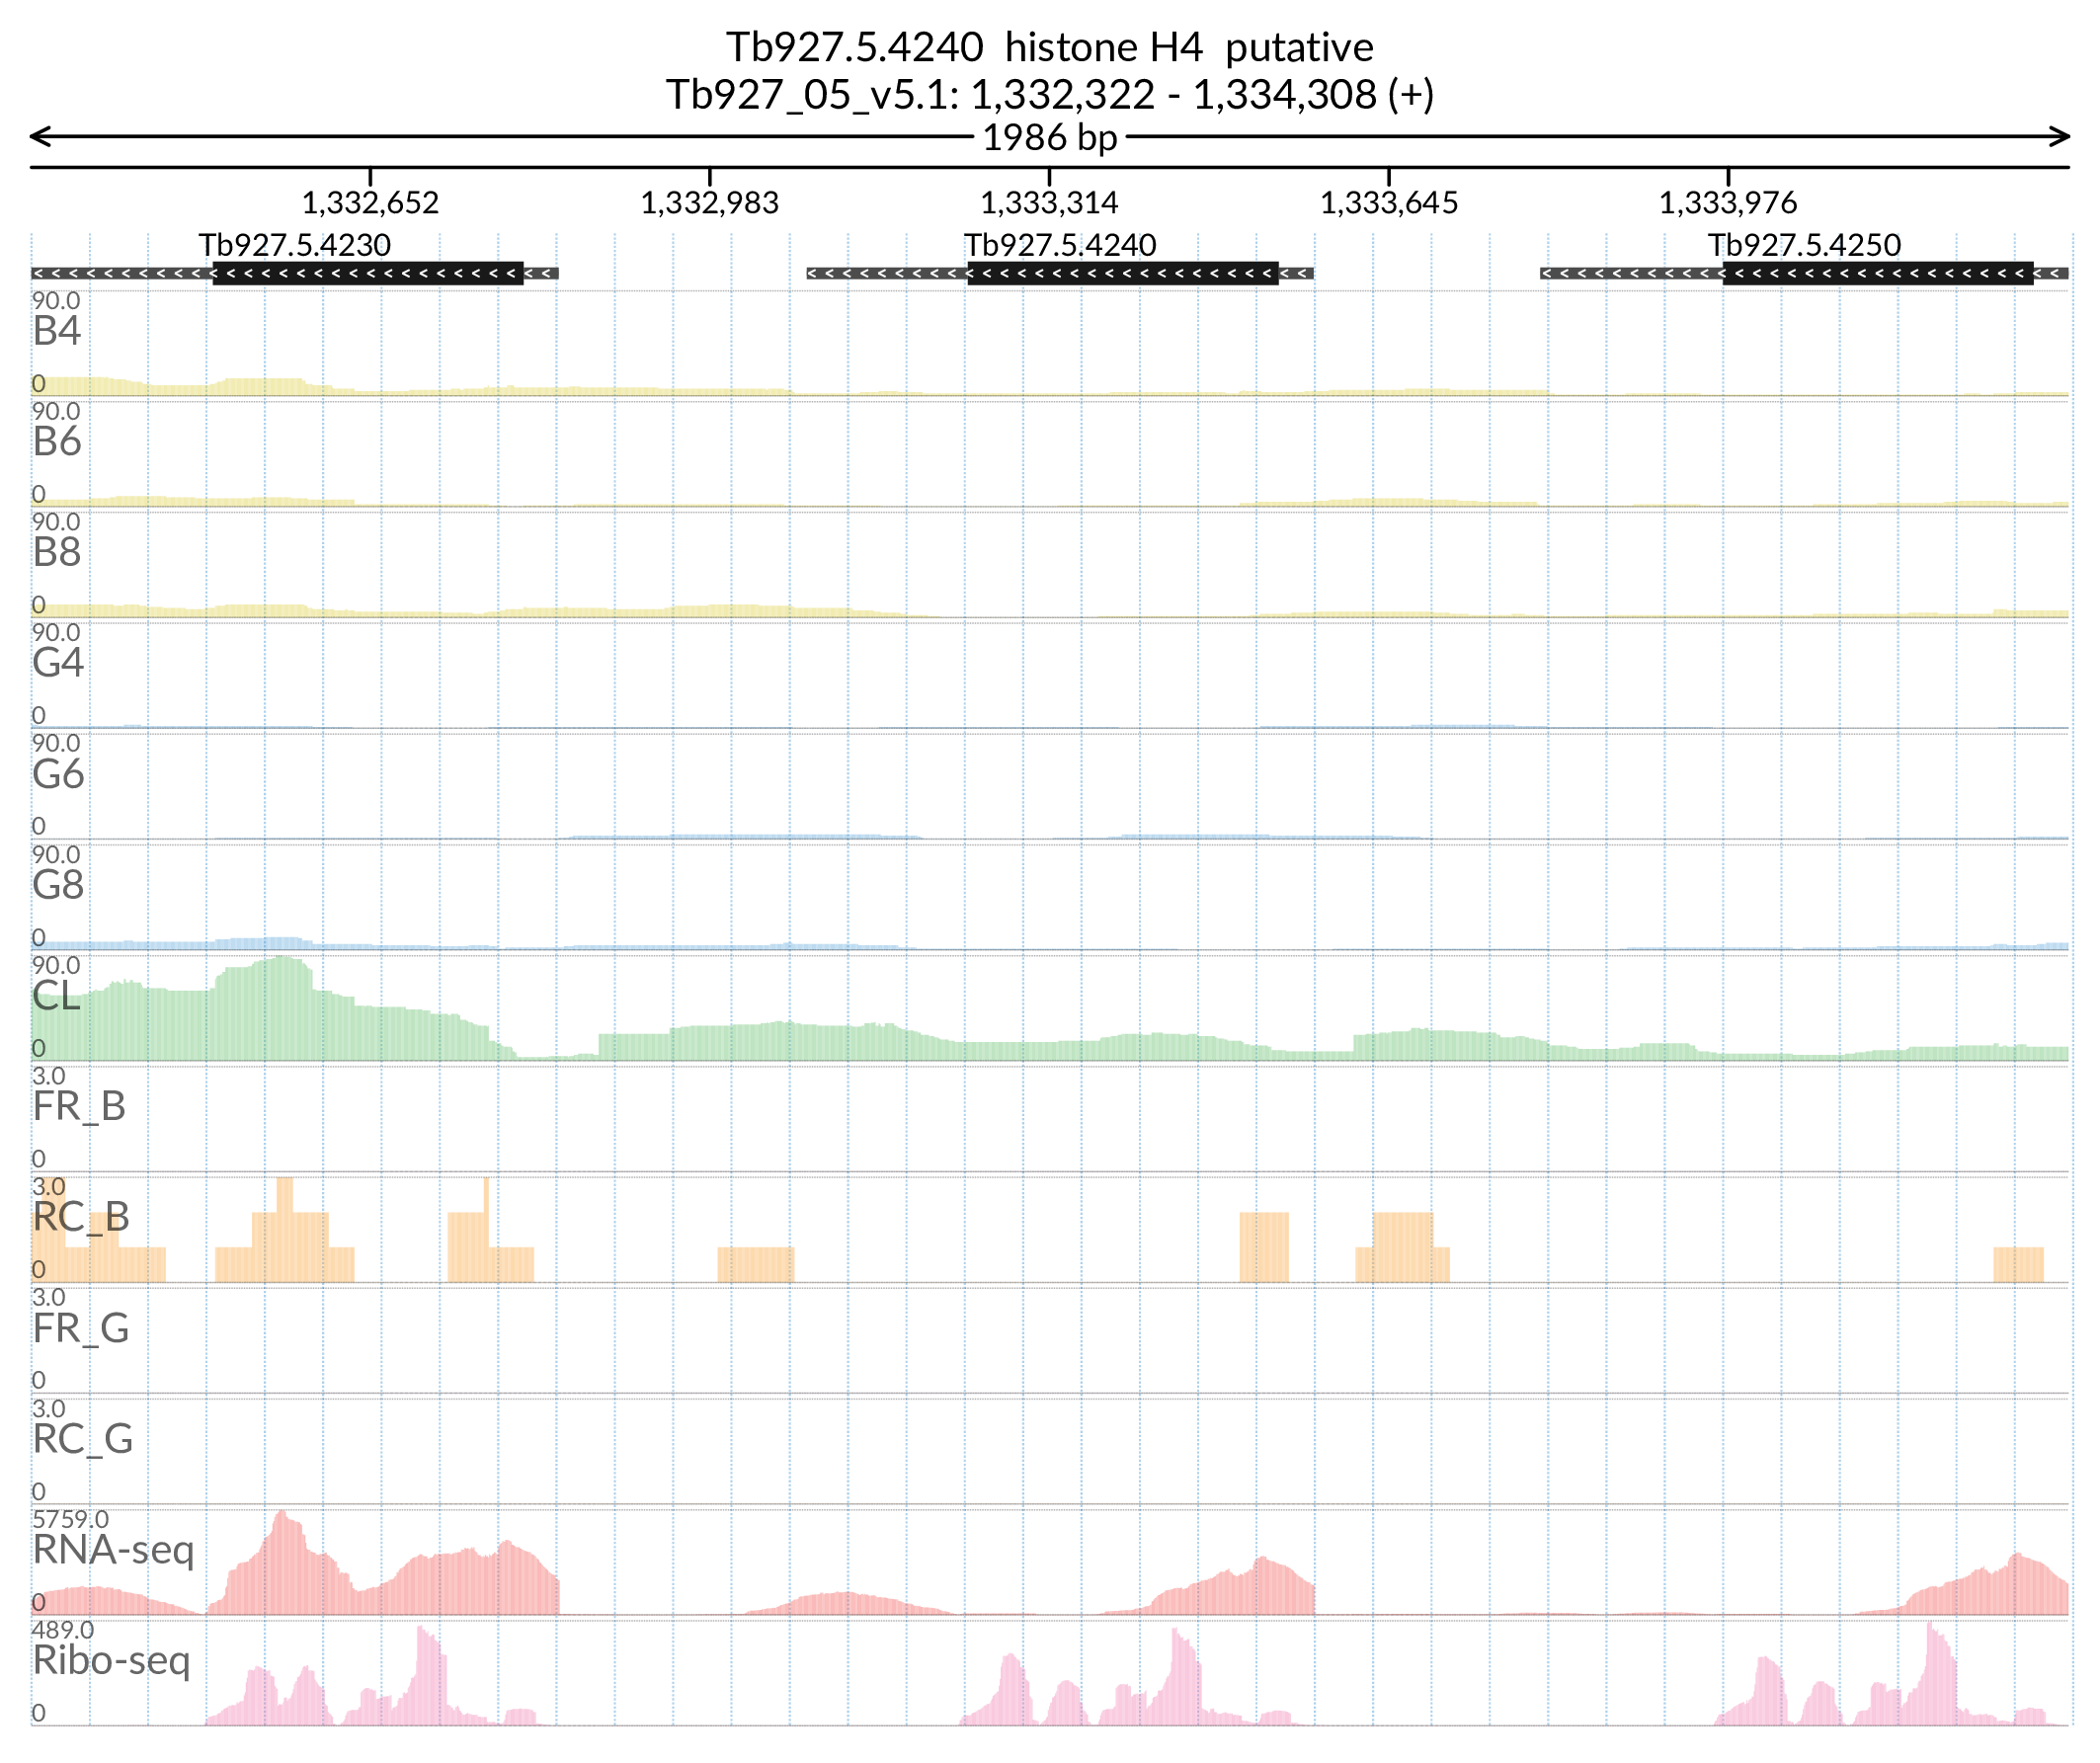 Tb927.5.4240 histone H4 putative
Tb927_05_v5.1: 1,332,322 - 1,334,308 (+)
1986 bp
1,332,652 1,332,983 1,333,314 1,333,645 1,333,976
Tb927.5.4230 Tb927.5.4240 Tb927.5.4250
90.0
B4
0
90.0
B6
0
90.0
B8
0
90.0
G4
0
90.0
G6
0
90.0
G8
0
90.0
CL
0
3.0
FR_B
0
3.0
RC_B
0
3.0
FR_G
0
3.0
RC_G
0
5759.0
RNA-seq
0
489.0
Ribo-seq
0